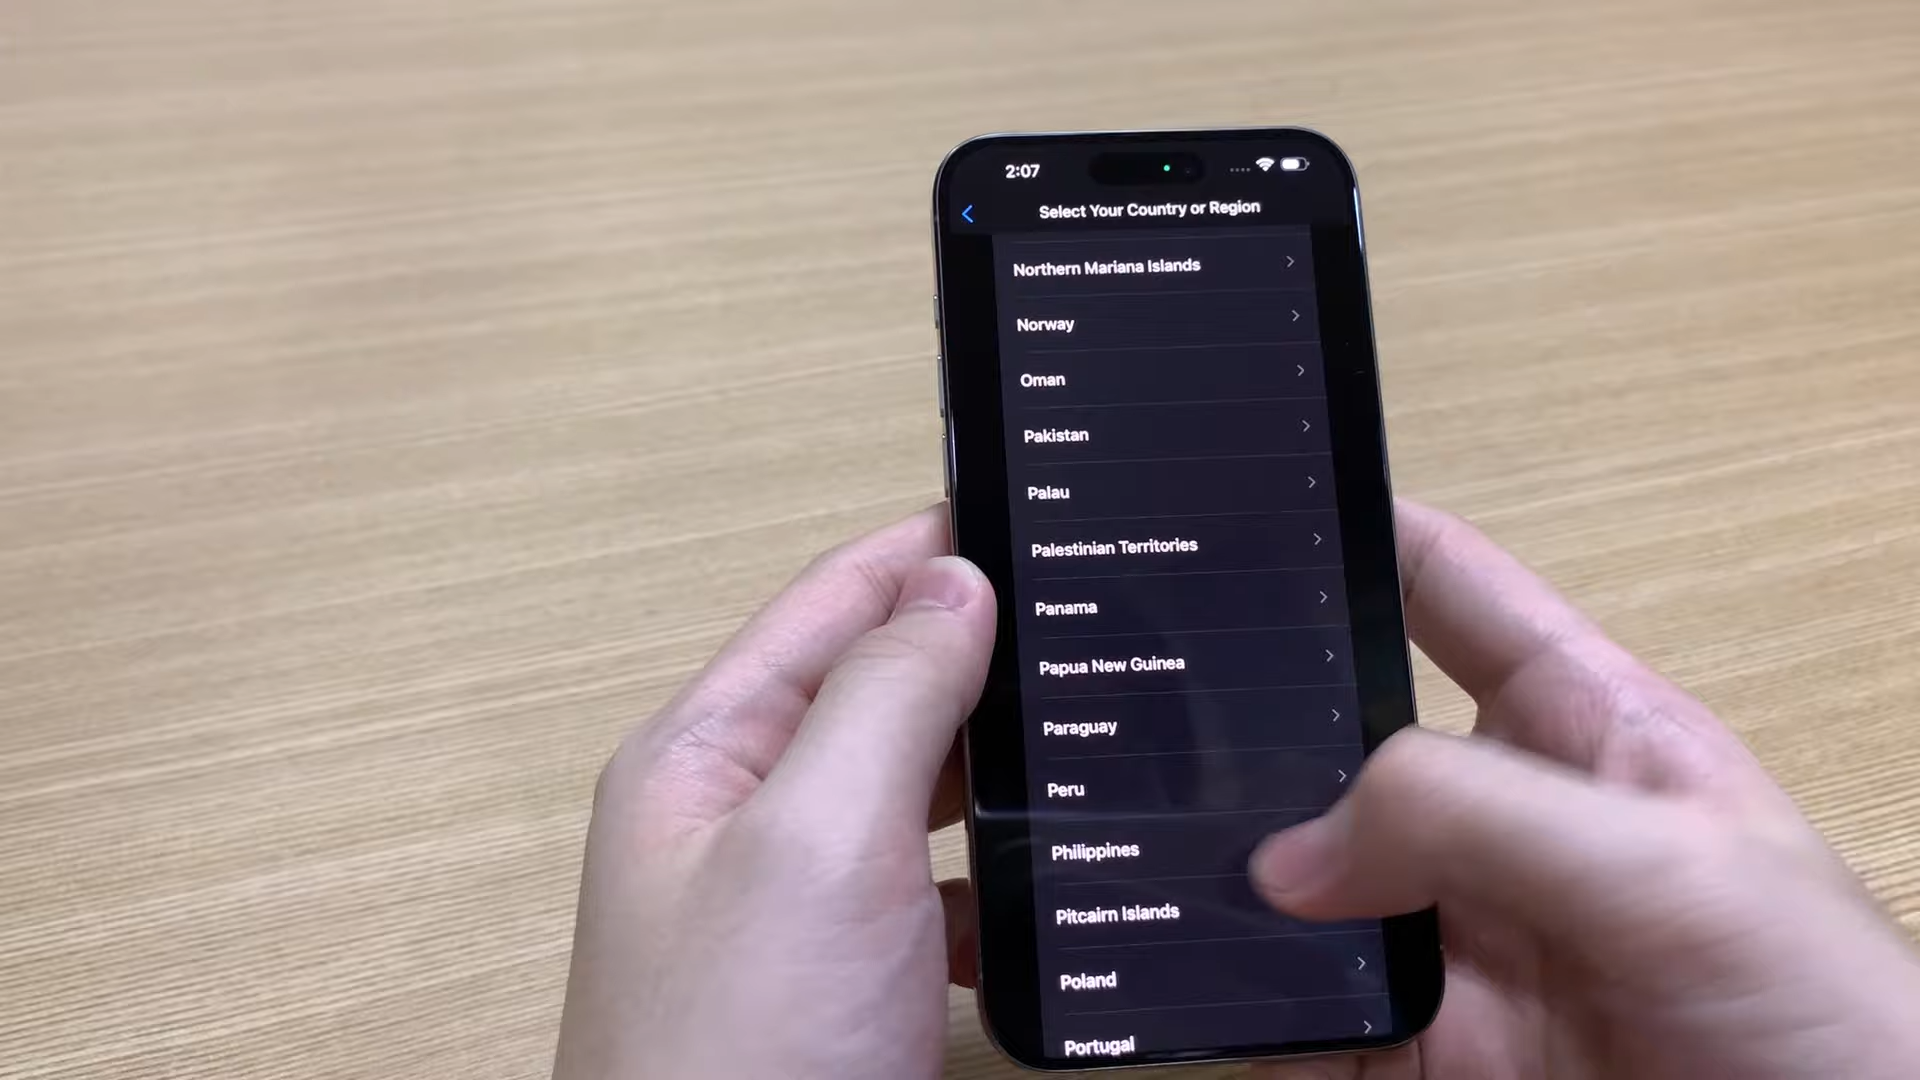 2:07
Select Your Country or Region
Northern Mariana Islands
Norway
Oman
Pakistan
Palau
Palestinian Territories
Panama
Papua New Guinea
Paraguay
Peru
Philippines
Pitcairn Islands
Poland
Portugal